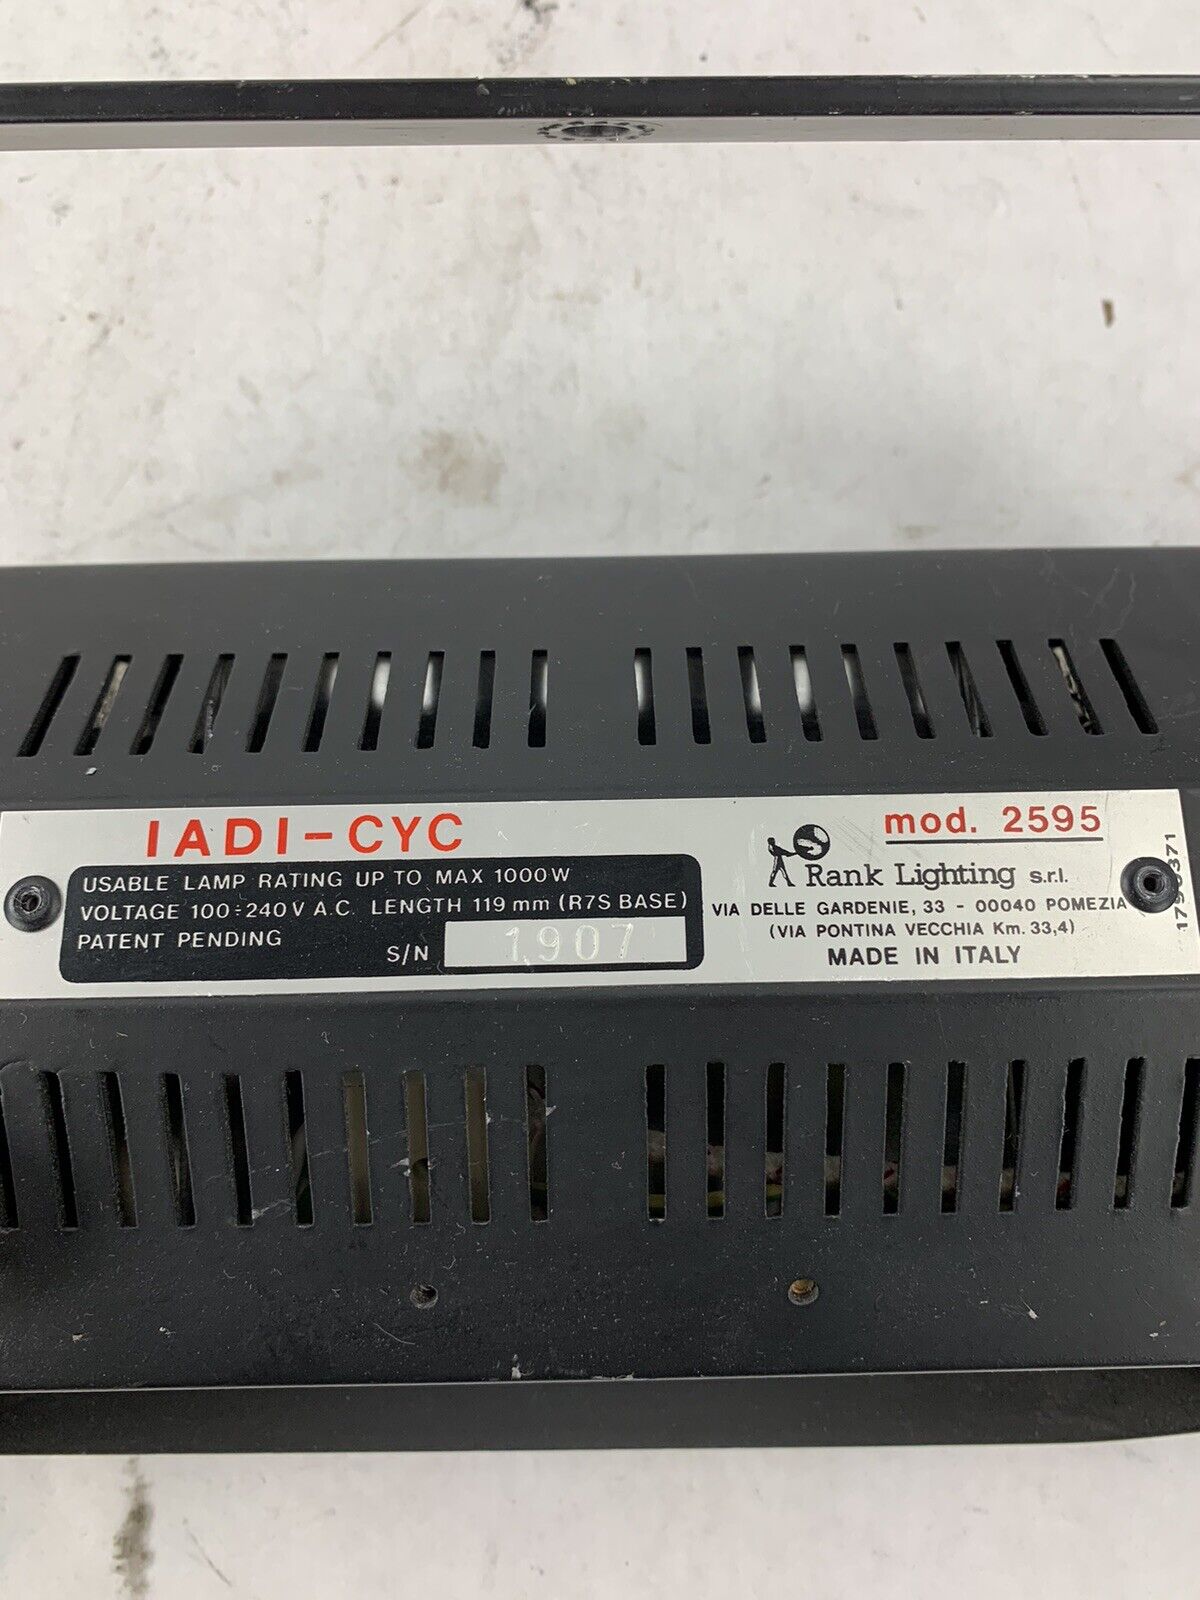 IADI-CYC
USABLE LAMP RATING UP TO MAX 1000W
VOLTAGE 100÷240V A.C. LENGTH 119 mm (R7S BASE)
PATENT PENDING
S/N 1907
mod. 2595
Rank Lighting s.r.l.
VIA DELLE GARDENIE, 33 - 00040 POMEZIA
(VIA PONTINA VECCHIA Km. 33,4)
MADE IN ITALY